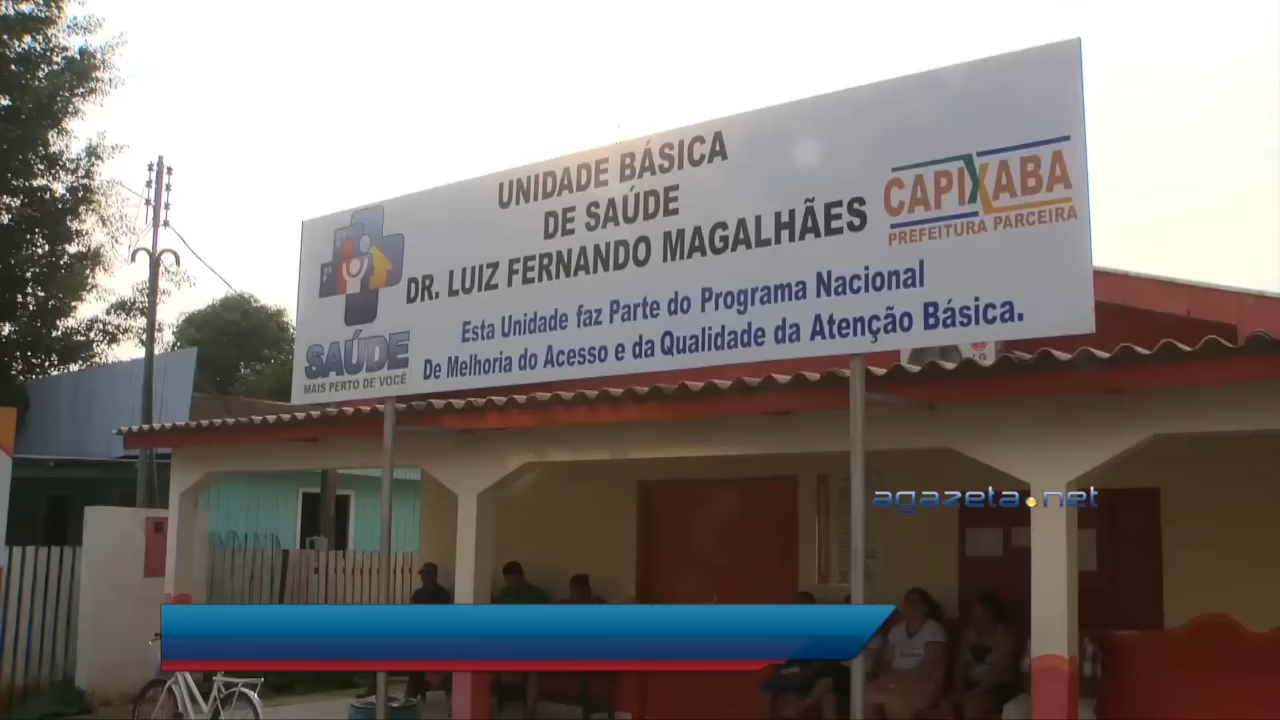 UNIDADE BÁSICA
DE SAÚDE
DR. LUIZ FERNANDO MAGALHÃES
Esta Unidade faz Parte do Programa Nacional
De Melhoria do Acesso e da Qualidade da Atenção Básica.
SAÚDE
MAIS PERTO DE VOCÊ
CAPIXABA
PREFEITURA PARCEIRA
LG
agazeta.net